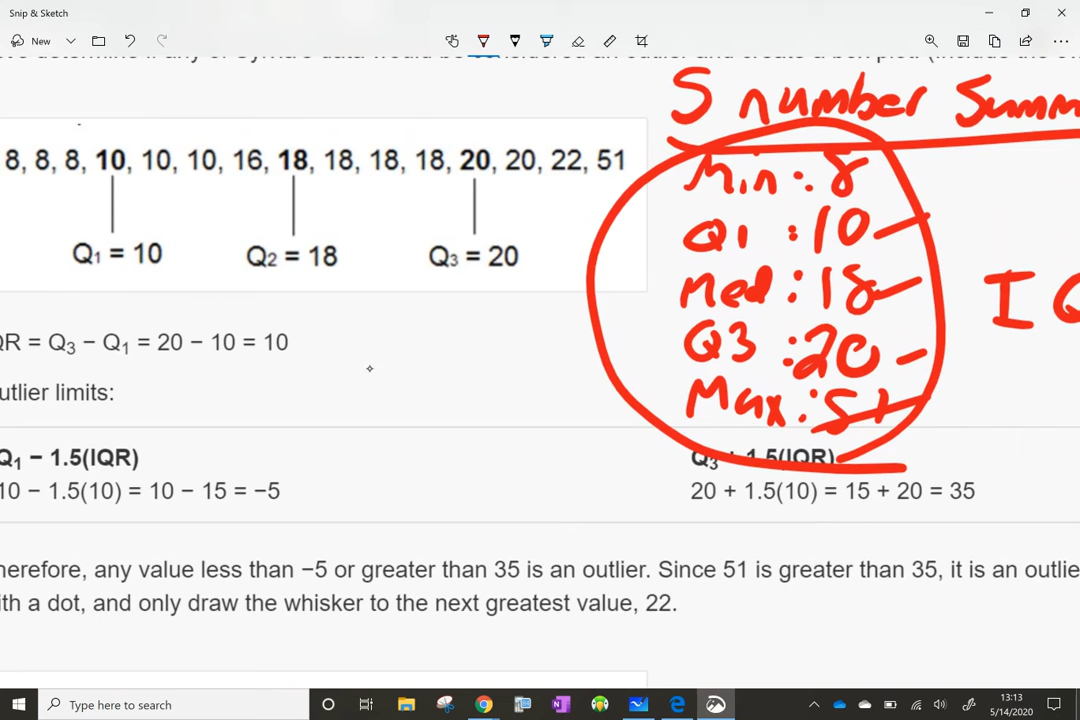 Snip & Sketch
New
5 number Summ
8, 8, 8, 10, 10, 10, 16, 18, 18, 18, 18, 20, 20, 22, 51
Q1 = 10
Q2 = 18
Q3 = 20
Min: 8
Q1 : 10
Med: 18
Q3 : 20
Max: 51
I
QR = Q3 − Q1 = 20 − 10 = 10
utlier limits:
Q1 − 1.5(IQR)
10 − 1.5(10) = 10 − 15 = −5
Q3 + 1.5(IQR)
20 + 1.5(10) = 15 + 20 = 35
herefore, any value less than −5 or greater than 35 is an outlier. Since 51 is greater than 35, it is an outlie
ith a dot, and only draw the whisker to the next greatest value, 22.
Type here to search
13:13
5/14/2020